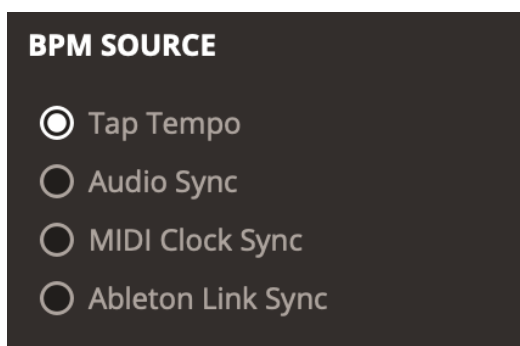 BPM SOURCE
Tap Tempo
Audio Sync
MIDI Clock Sync
Ableton Link Sync